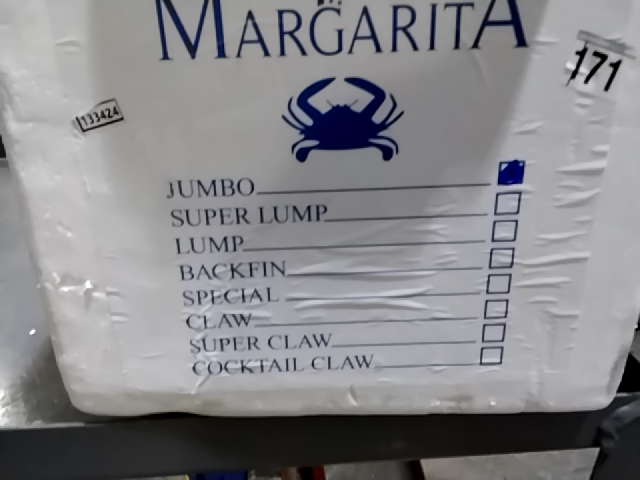 MARGARITA
171
133424
JUMBO
SUPER LUMP
LUMP
BACKFIN
SPECIAL
CLAW
SUPER CLAW
COCKTAIL CLAW